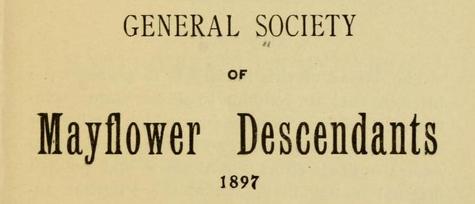 GENERAL SOCIETY
OF
Mayflower Descendants
1897